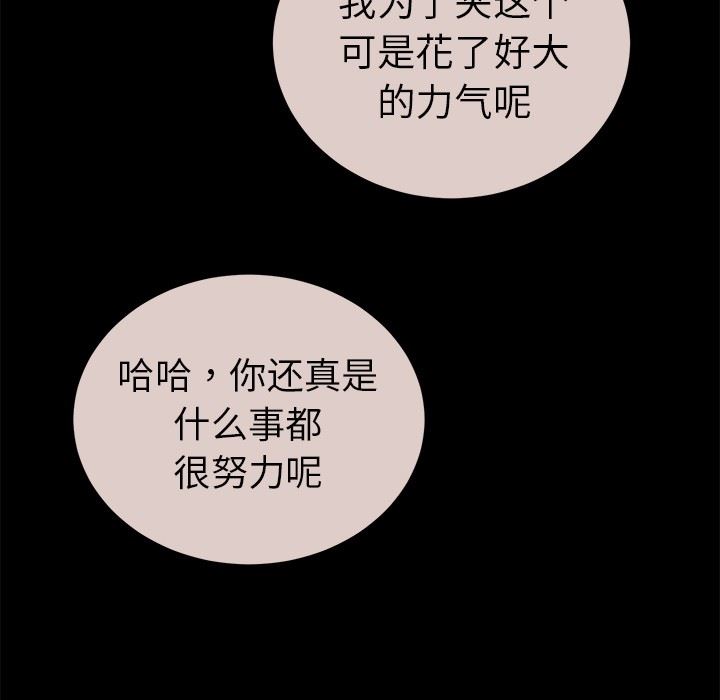 我为了夹这个
可是花了好大
的力气呢
哈哈，你还真是
什么事都
很努力呢